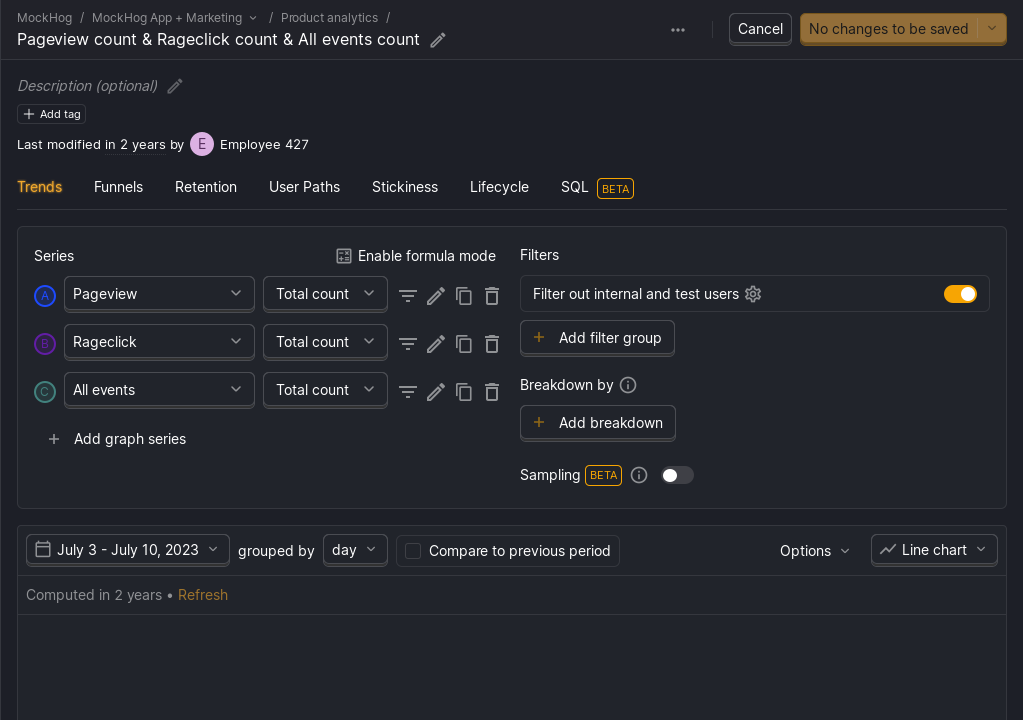 MockHog / MockHog App + Marketing / Product analytics /
Pageview count & Rageclick count & All events count
Cancel
No changes to be saved
Description (optional)
Add tag
Last modified in 2 years by E Employee 427
Trends Funnels Retention User Paths Stickiness Lifecycle SQL BETA
Series
Enable formula mode
A Pageview Total count
B Rageclick Total count
C All events Total count
Add graph series
Filters
Filter out internal and test users
Add filter group
Breakdown by
Add breakdown
Sampling BETA
July 3 - July 10, 2023 grouped by day Compare to previous period Options Line chart
Computed in 2 years • Refresh